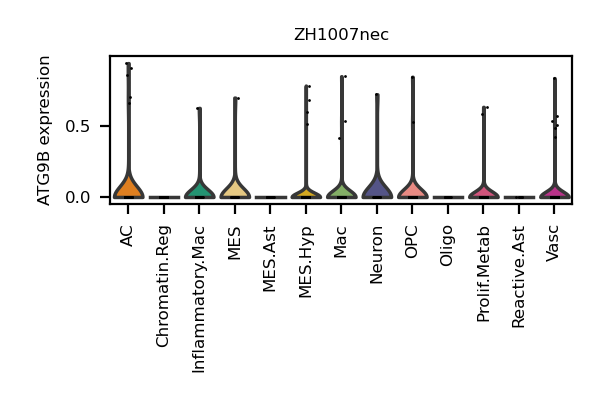 ZH1007nec
ATG9B expression
0.5
0.0
AC
Chromatin.Reg
Inflammatory.Mac
MES
MES.Ast
MES.Hyp
Mac
Neuron
OPC
Oligo
Prolif.Metab
Reactive.Ast
Vasc